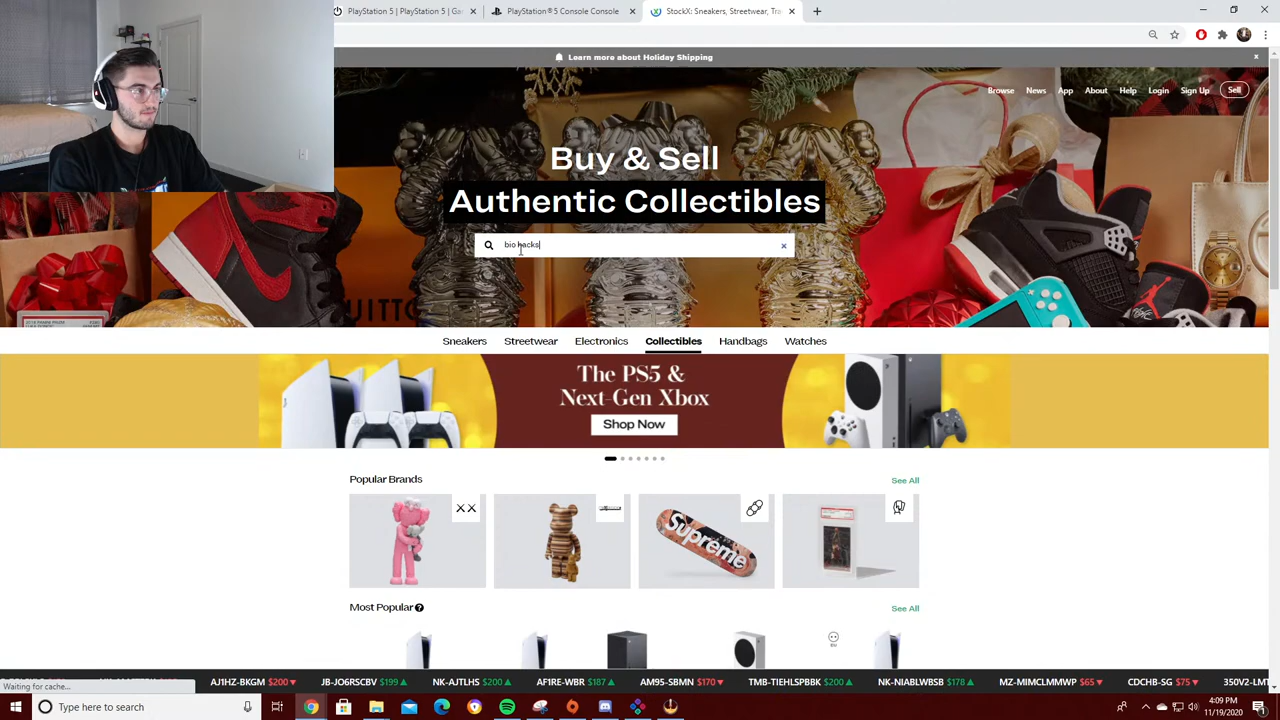 PlayStation 5 | PlayStation 5 | Ga
PlayStation®5 Console Console
StockX: Sneakers, Streetwear, Tra
Learn more about Holiday Shipping
Browse News App About Help Login Sign Up Sell
Buy & Sell
Authentic Collectibles
bio hacks
Sneakers Streetwear Electronics Collectibles Handbags Watches
The PS5 &
Next-Gen Xbox
Shop Now
Popular Brands See All
Supreme
Most Popular See All
EU
AJ1HZ-BKGM $200 JB-JO6RSCBV $199 NK-AJTLHS $200 AF1RE-WBR $187 AM95-SBMN $170 TMB-TIEHLSPBBK $200 NK-NIABLWBSB $178 MZ-MIMCLMMWP $65 CDCHB-SG $75 350V2-LMT
Waiting for cache...
Type here to search
4:09 PM
11/19/2020